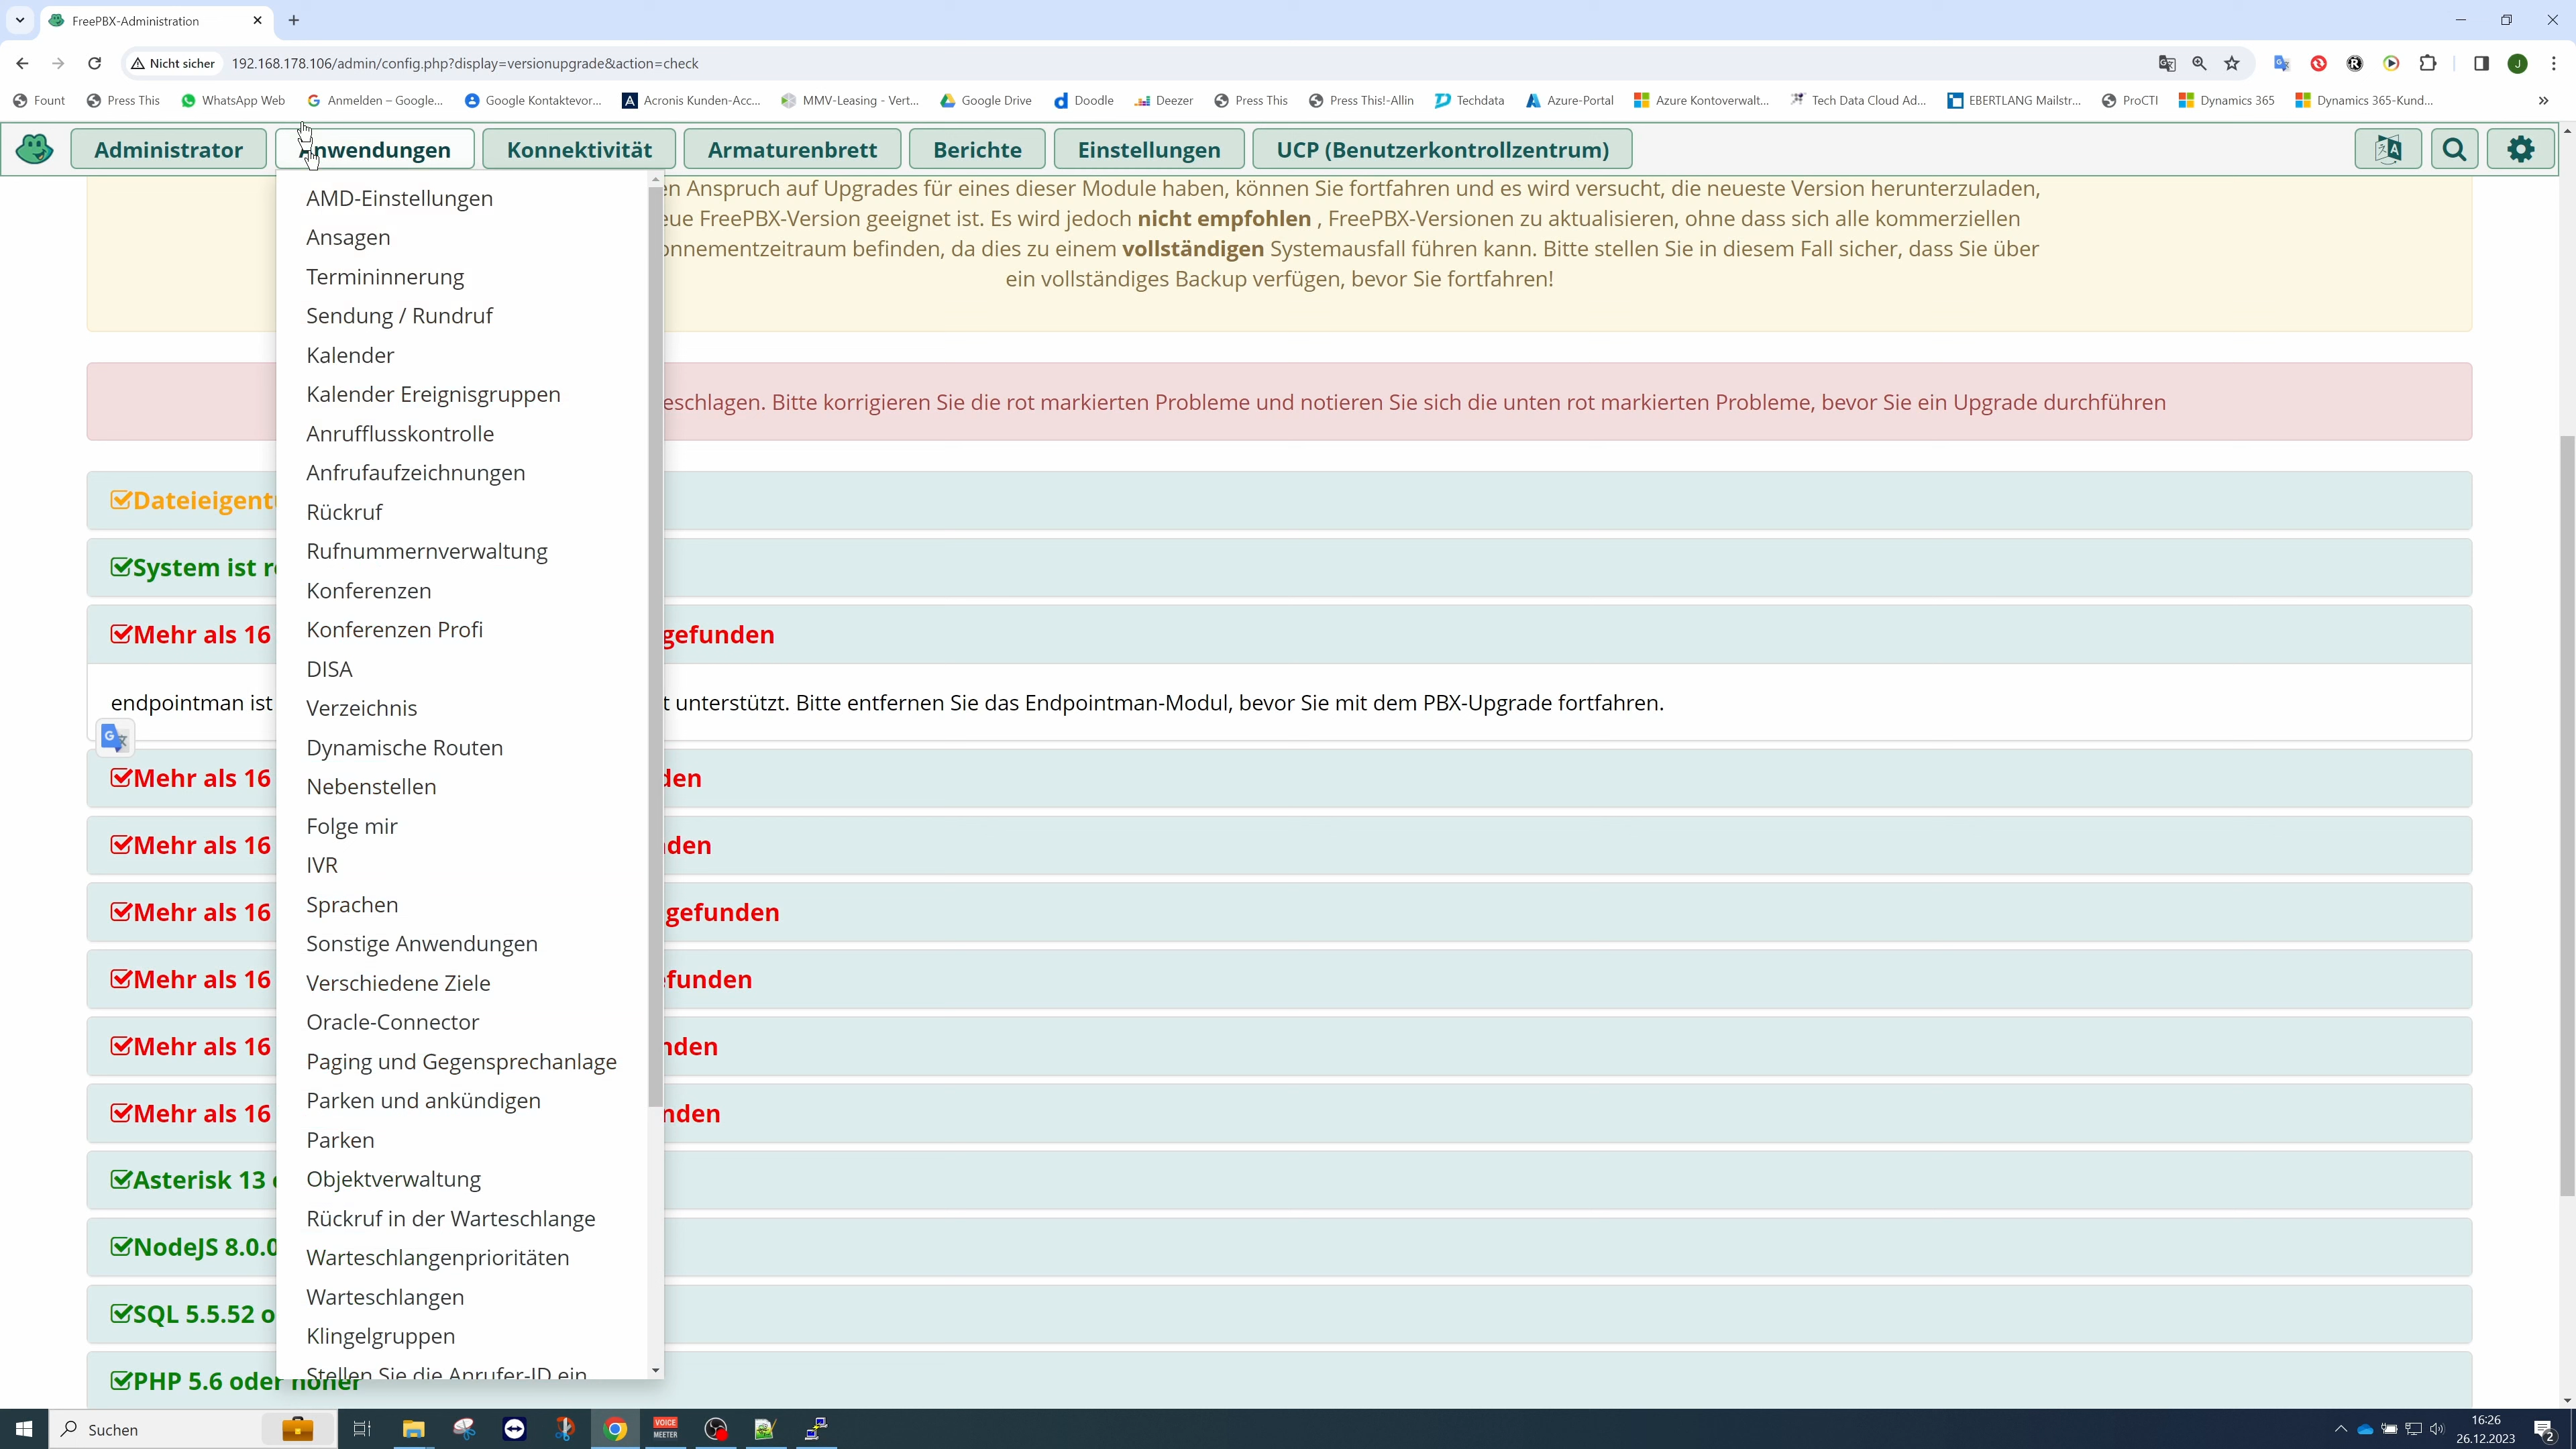 FreePBX-Administration
Nicht sicher
192.168.178.106/admin/config.php?display=versionupgrade&action=check
Fount
Press This
WhatsApp Web
Anmelden – Google...
Google Kontaktevor...
Acronis Kunden-Acc...
MMV-Leasing - Vert...
Google Drive
Doodle
Deezer
Press This
Press This!-Allin
Techdata
Azure-Portal
Azure Kontoverwalt...
Tech Data Cloud Ad...
EBERTLANG Mailstr...
ProCTI
Dynamics 365
Dynamics 365-Kund...
Administrator
Anwendungen
Konnektivität
Armaturenbrett
Berichte
Einstellungen
UCP (Benutzerkontrollzentrum)
en Anspruch auf Upgrades für eines dieser Module haben, können Sie fortfahren und es wird versucht, die neueste Version herunterzuladen,
eue FreePBX-Version geeignet ist. Es wird jedoch nicht empfohlen , FreePBX-Versionen zu aktualisieren, ohne dass sich alle kommerziellen
onnementzeitraum befinden, da dies zu einem vollständigen Systemausfall führen kann. Bitte stellen Sie in diesem Fall sicher, dass Sie über
ein vollständiges Backup verfügen, bevor Sie fortfahren!
eschlagen. Bitte korrigieren Sie die rot markierten Probleme und notieren Sie sich die unten rot markierten Probleme, bevor Sie ein Upgrade durchführen
AMD-Einstellungen
Ansagen
Termininnerung
Sendung / Rundruf
Kalender
Kalender Ereignisgruppen
Anrufflusskontrolle
Anfrufaufzeichnungen
Rückruf
Rufnummernverwaltung
Konferenzen
Konferenzen Profi
DISA
Verzeichnis
Dynamische Routen
Nebenstellen
Folge mir
IVR
Sprachen
Sonstige Anwendungen
Verschiedene Ziele
Oracle-Connector
Paging und Gegensprechanlage
Parken und ankündigen
Parken
Objektverwaltung
Rückruf in der Warteschlange
Warteschlangenprioritäten
Warteschlangen
Klingelgruppen
Stellen Sie die Anrufer-ID ein
Dateieigent
System ist r
Mehr als 16 gefunden
endpointman ist t unterstützt. Bitte entfernen Sie das Endpointman-Modul, bevor Sie mit dem PBX-Upgrade fortfahren.
Mehr als 16 den
Mehr als 16 nden
Mehr als 16 gefunden
Mehr als 16 efunden
Mehr als 16 nden
Mehr als 16 nden
Asterisk 13
NodeJS 8.0.0
SQL 5.5.52 o
PHP 5.6 oder höher
Suchen
VOICE
MEETER
16:26
26.12.2023
2